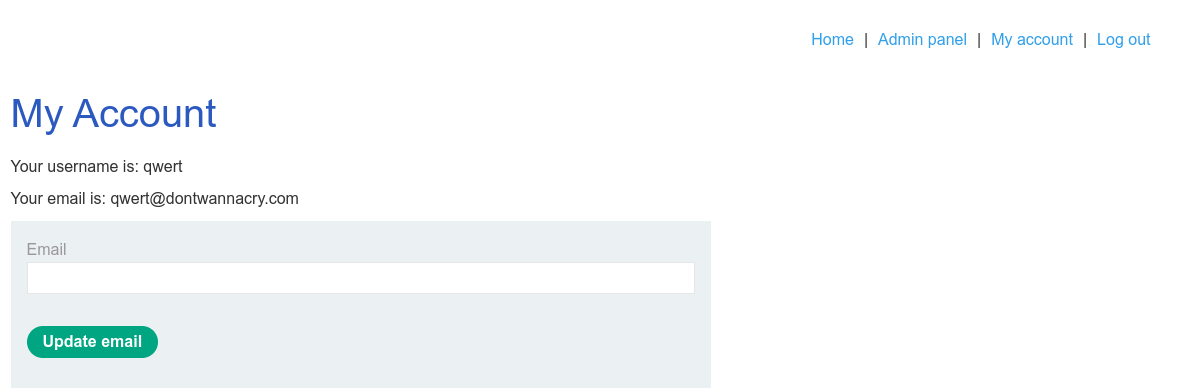 Home | Admin panel | My account | Log out
My Account
Your username is: qwert
Your email is: qwert@dontwannacry.com
Email
Update email